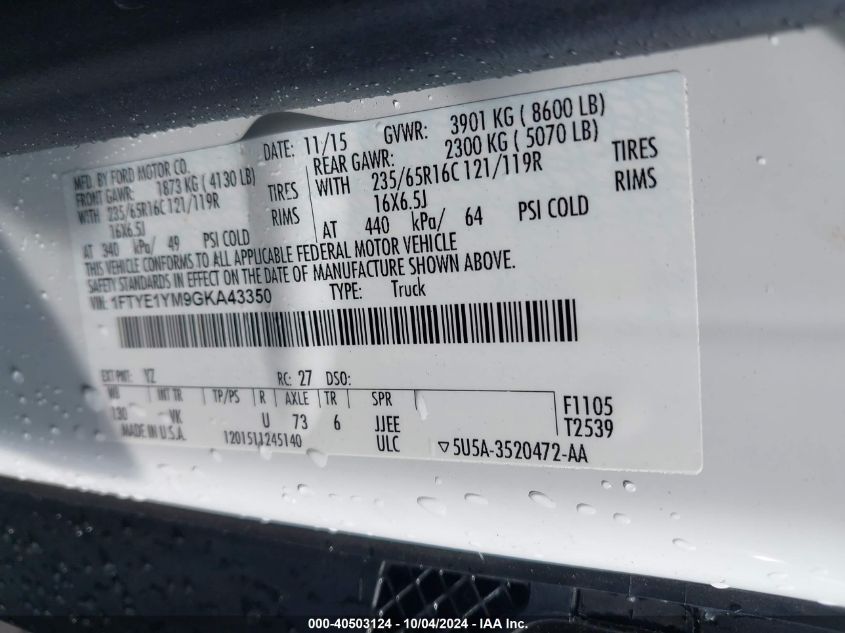 MFD. BY FORD MOTOR CO.
DATE: 11/15 GVWR: 3901 KG ( 8600 LB)
FRONT GAWR: 1873 KG ( 4130 LB)
REAR GAWR: 2300 KG ( 5070 LB)
WITH 235/65R16C 121/119R TIRES
WITH 235/65R16C 121/119R TIRES
16X6.5J RIMS
16X6.5J RIMS
AT 340 kPa/ 49 PSI COLD
AT 440 kPa/ 64 PSI COLD
THIS VEHICLE CONFORMS TO ALL APPLICABLE FEDERAL MOTOR VEHICLE
SAFETY STANDARDS IN EFFECT ON THE DATE OF MANUFACTURE SHOWN ABOVE.
VIN: 1FTYE1YM9GKA43350 TYPE: Truck
EXT PNT: YZ RC: 27 DSO:
WB INT TR TP/PS R AXLE TR SPR
130 VK U 73 6 JJEE F1105
MADE IN U.S.A. 1201511245140 ULC T2539
5U5A-3520472-AA
000-40503124 - 10/04/2024 - IAA Inc.